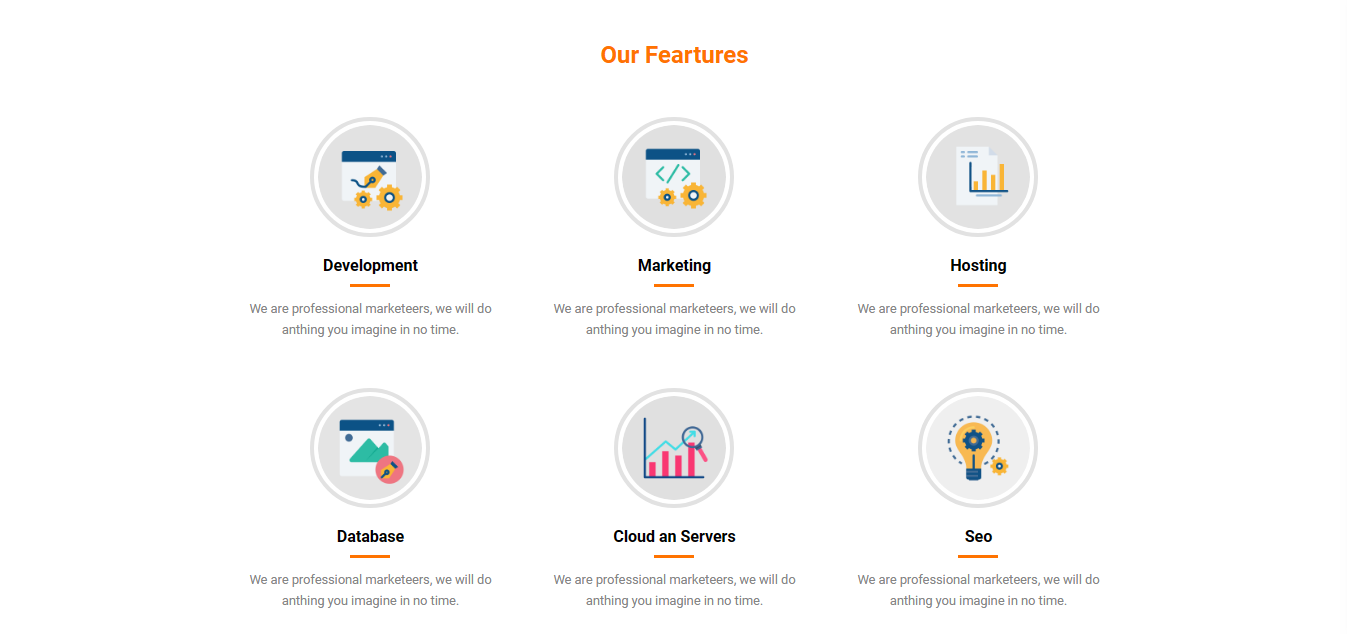 Our Feartures
Development
We are professional marketeers, we will do
anthing you imagine in no time.
Marketing
We are professional marketeers, we will do
anthing you imagine in no time.
Hosting
We are professional marketeers, we will do
anthing you imagine in no time.
Database
We are professional marketeers, we will do
anthing you imagine in no time.
Cloud an Servers
We are professional marketeers, we will do
anthing you imagine in no time.
Seo
We are professional marketeers, we will do
anthing you imagine in no time.